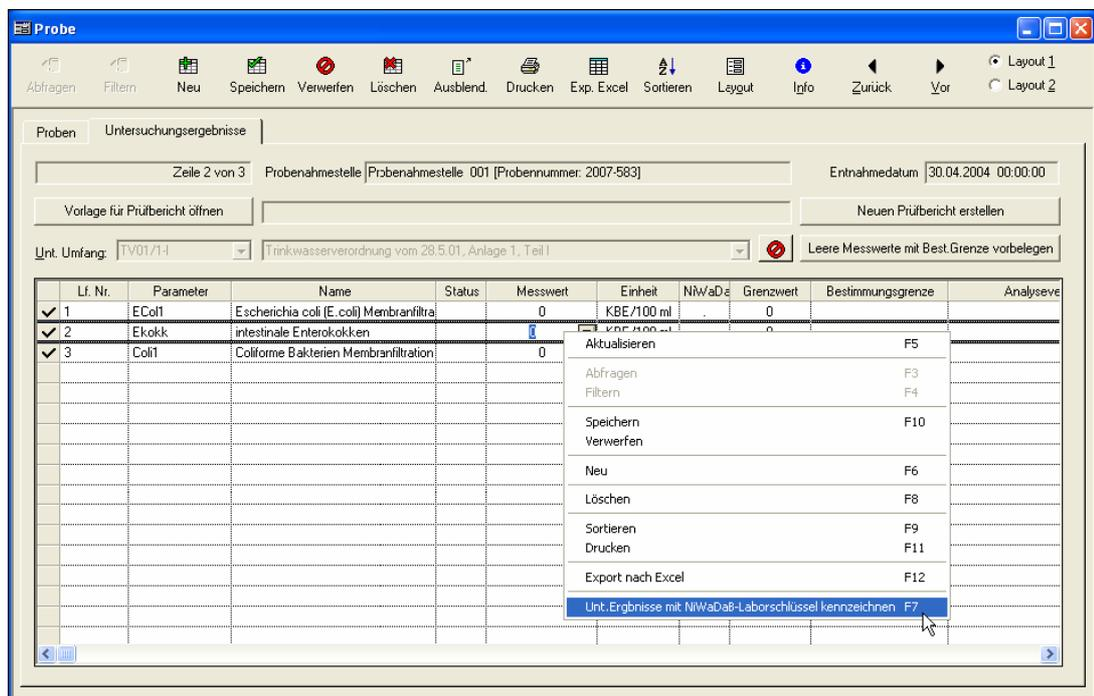 Probe
Abfragen Filtern Neu Speichern Verwerfen Löschen Ausblend. Drucken Exp. Excel Sortieren Layout Info Zurück Vor
Layout 1
Layout 2
Proben Untersuchungsergebnisse
Zeile 2 von 3 Probenahmestelle Probenahmestelle 001 [Probennummer: 2007-583] Entnahmedatum 30.04.2004 00:00:00
Vorlage für Prüfbericht öffnen Neuen Prüfbericht erstellen
Unt. Umfang: TV01/1-I Trinkwasserverordnung vom 28.5.01, Anlage 1, Teil I Leere Messwerte mit Best.Grenze vorbelegen
Lf. Nr. Parameter Name Status Messwert Einheit NiWaDa Grenzwert Bestimmungsgrenze Analyseve
1 ECol1 Escherichia coli (E.coli) Membranfiltra 0 KBE/100 ml . 0
2 Ekokk intestinale Enterokokken 0 KBE/100 ml 0
3 Coli1 Coliforme Bakterien Membranfiltration 0
Aktualisieren F5
Abfragen F3
Filtern F4
Speichern F10
Verwerfen
Neu F6
Löschen F8
Sortieren F9
Drucken F11
Export nach Excel F12
Unt.Ergbnisse mit NiWaDaB-Laborschlüssel kennzeichnen F7